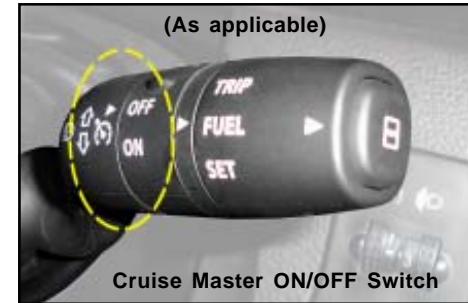 (As applicable)
TRIP
OFF
FUEL
ON
SET
Cruise Master ON/OFF Switch